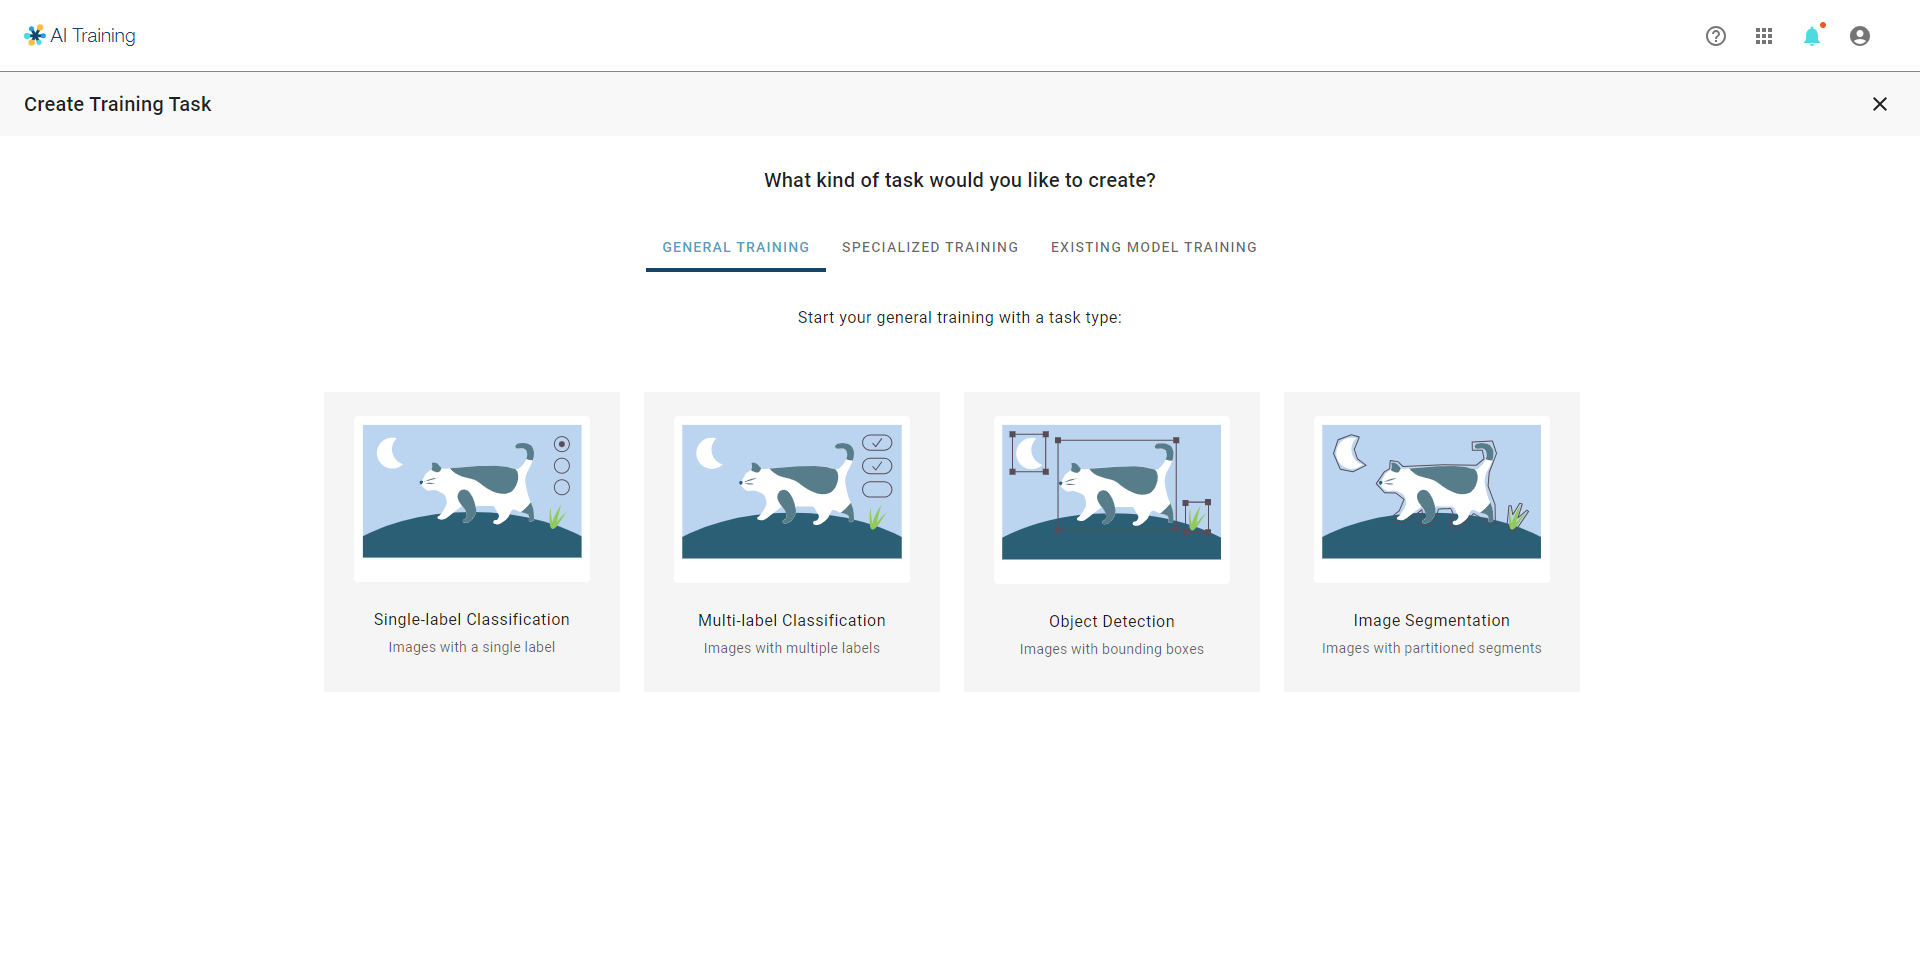 AI Training
Create Training Task
What kind of task would you like to create?
GENERAL TRAINING
SPECIALIZED TRAINING
EXISTING MODEL TRAINING
Start your general training with a task type:
Single-label Classification
Images with a single label
Multi-label Classification
Images with multiple labels
Object Detection
Images with bounding boxes
Image Segmentation
Images with partitioned segments